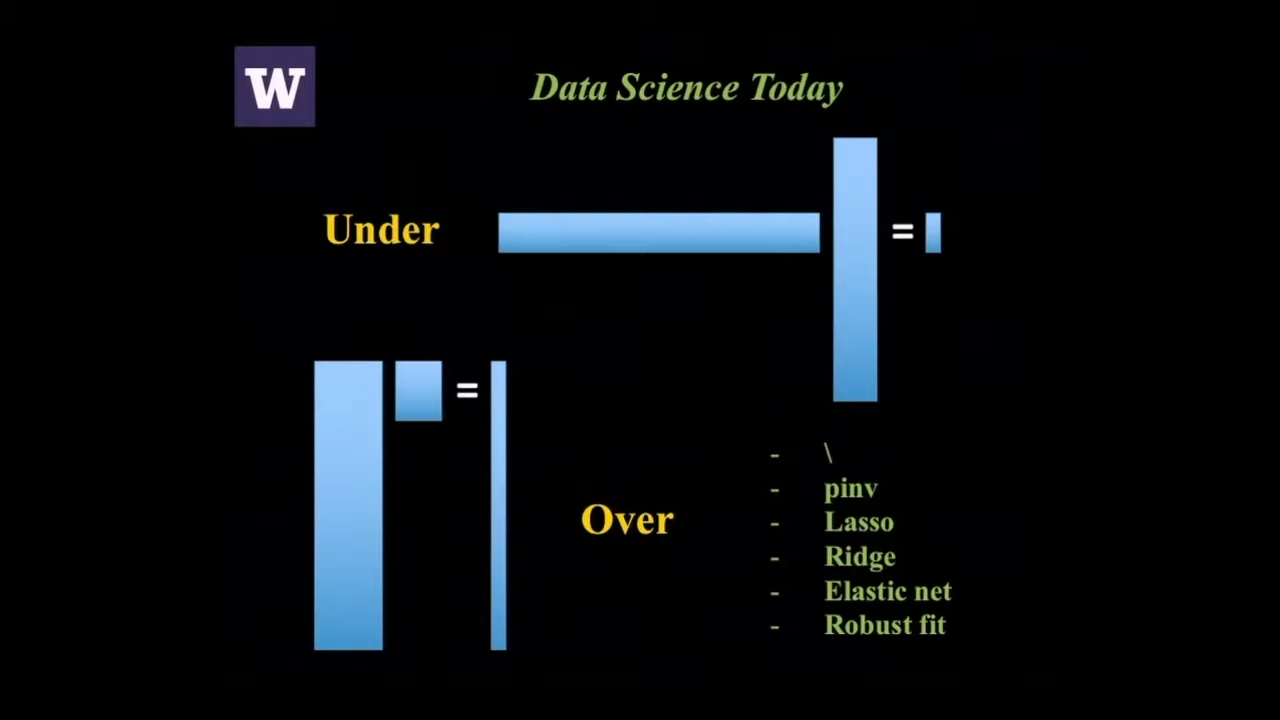 W
Data Science Today
Under
=
=
Over
- \
- pinv
- Lasso
- Ridge
- Elastic net
- Robust fit